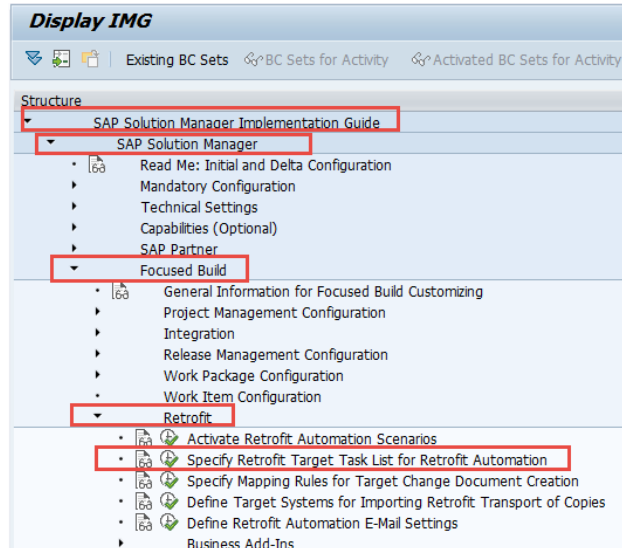 Display IMG
Existing BC Sets BC Sets for Activity Activated BC Sets for Activity
Structure
SAP Solution Manager Implementation Guide
SAP Solution Manager
Read Me: Initial and Delta Configuration
Mandatory Configuration
Technical Settings
Capabilities (Optional)
SAP Partner
Focused Build
General Information for Focused Build Customizing
Project Management Configuration
Integration
Release Management Configuration
Work Package Configuration
Work Item Configuration
Retrofit
Activate Retrofit Automation Scenarios
Specify Retrofit Target Task List for Retrofit Automation
Specify Mapping Rules for Target Change Document Creation
Define Target Systems for Importing Retrofit Transport of Copies
Define Retrofit Automation E-Mail Settings
Business Add-Ins